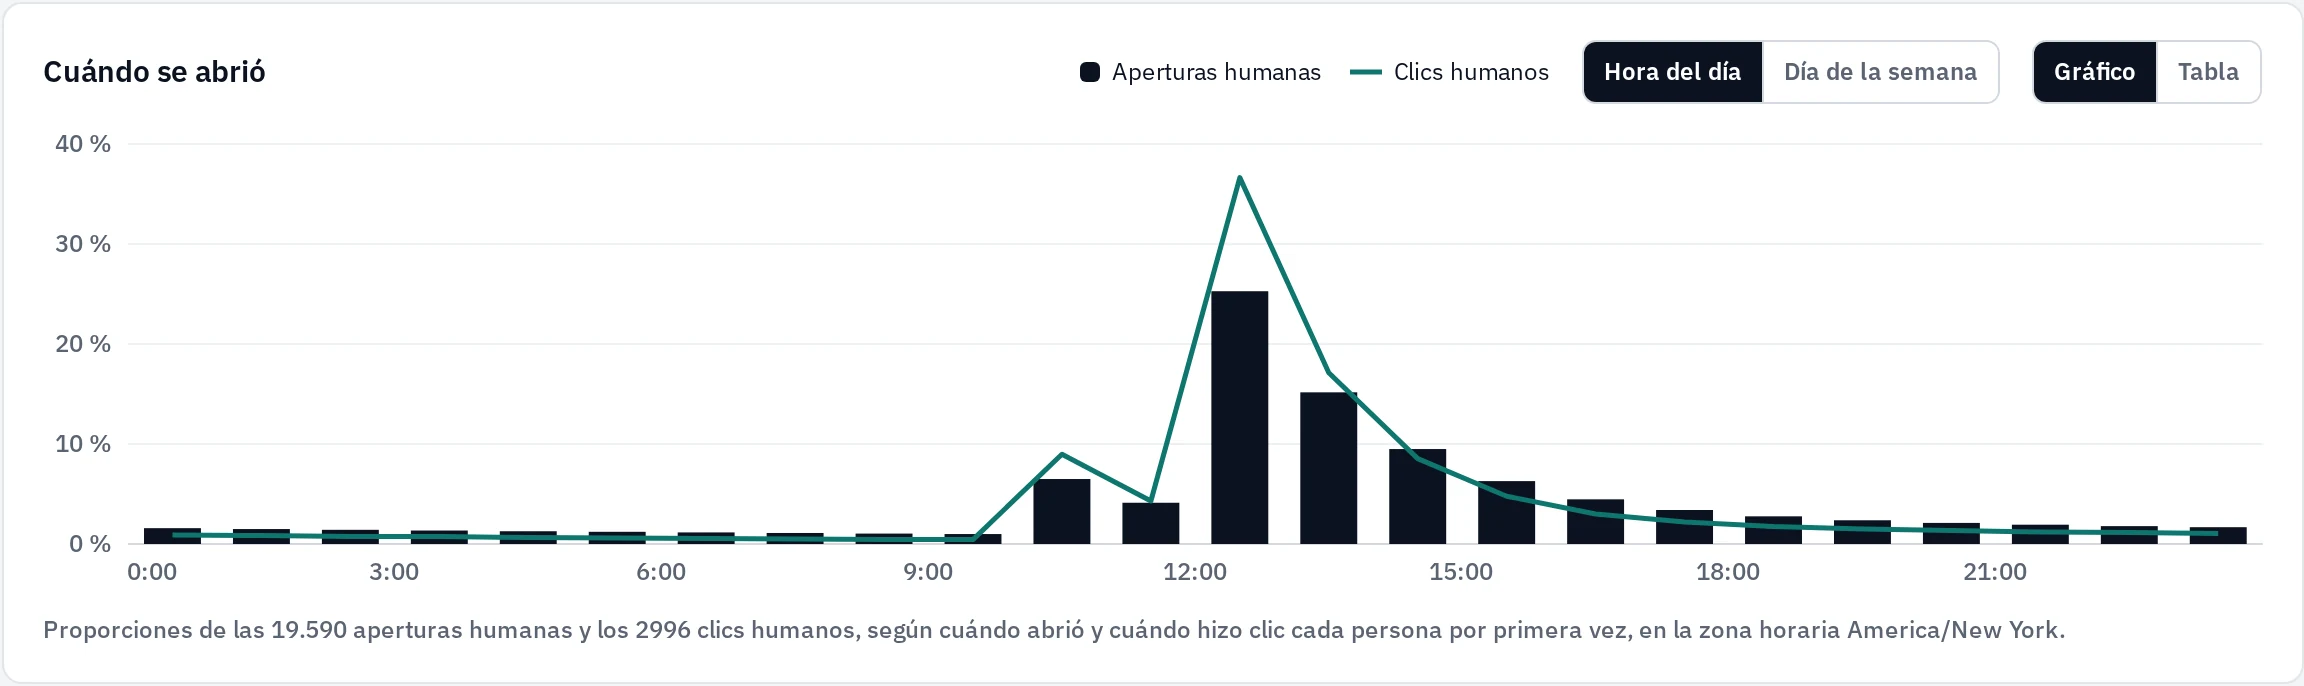 Cuándo se abrió
Aperturas humanas
Clics humanos
Hora del día
Día de la semana
Gráfico
Tabla
40 %
30 %
20 %
10 %
0 %
0:00
3:00
6:00
9:00
12:00
15:00
18:00
21:00
Proporciones de las 19.590 aperturas humanas y los 2996 clics humanos, según cuándo abrió y cuándo hizo clic cada persona por primera vez, en la zona horaria America/New York.